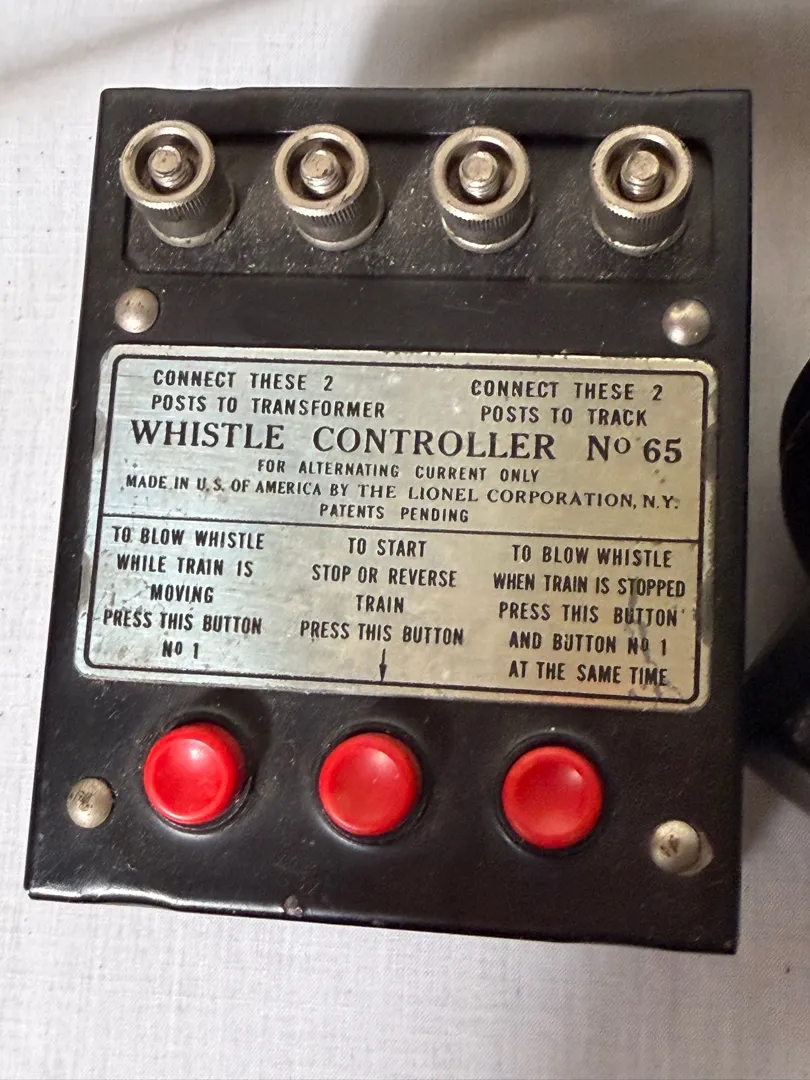 CONNECT THESE 2
POSTS TO TRANSFORMER
CONNECT THESE 2
POSTS TO TRACK
WHISTLE CONTROLLER Nº 65
FOR ALTERNATING CURRENT ONLY
MADE IN U.S. OF AMERICA BY THE LIONEL CORPORATION, N.Y.
PATENTS PENDING
TO BLOW WHISTLE
WHILE TRAIN IS
MOVING
PRESS THIS BUTTON
Nº 1
TO START
STOP OR REVERSE
TRAIN
PRESS THIS BUTTON
TO BLOW WHISTLE
WHEN TRAIN IS STOPPED
PRESS THIS BUTTON
AND BUTTON Nº 1
AT THE SAME TIME